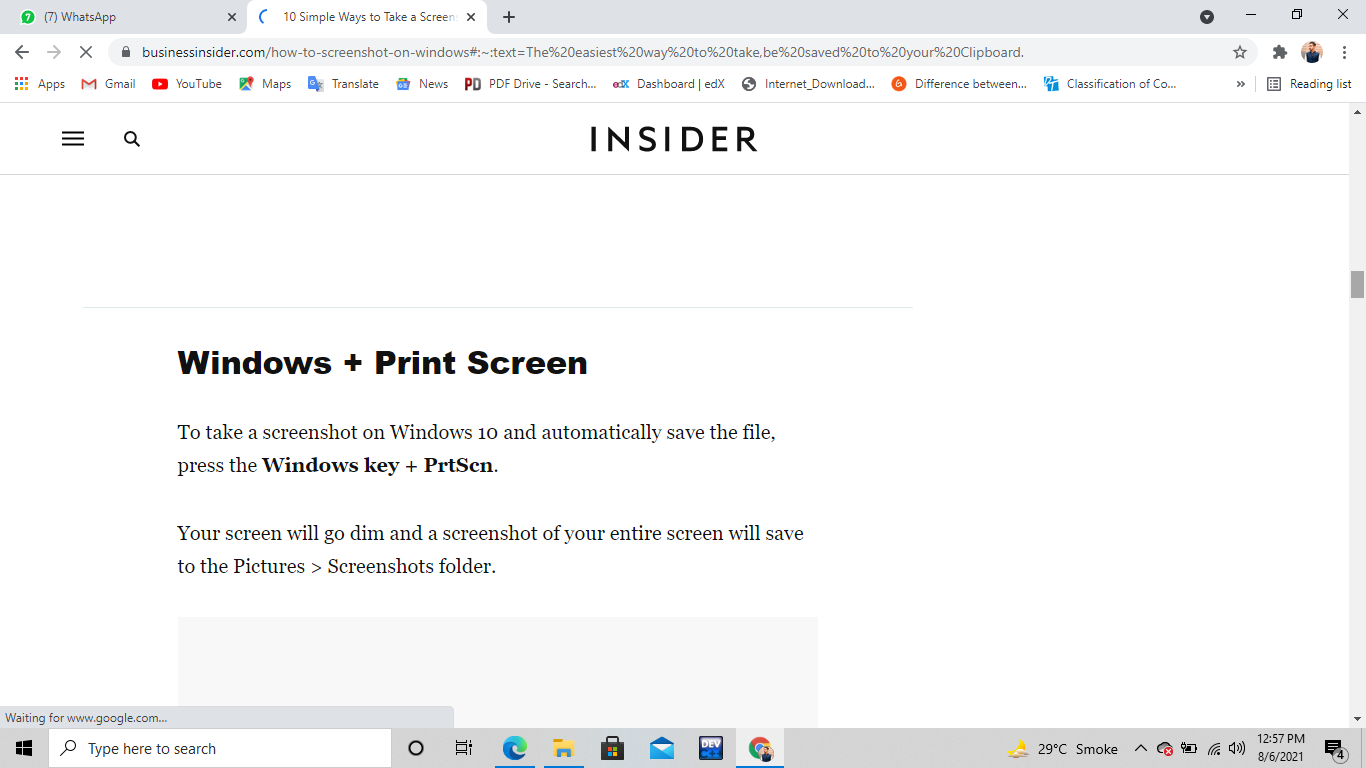 7 (7) WhatsApp
10 Simple Ways to Take a Screen
businessinsider.com/how-to-screenshot-on-windows#:~:text=The%20easiest%20way%20to%20take,be%20saved%20to%20your%20Clipboard.
Apps Gmail YouTube Maps Translate News PD PDF Drive - Search... edX Dashboard | edX Internet_Download... Difference between... Classification of Co... » Reading list
INSIDER
Windows + Print Screen
To take a screenshot on Windows 10 and automatically save the file,
press the Windows key + PrtScn.
Your screen will go dim and a screenshot of your entire screen will save
to the Pictures > Screenshots folder.
Waiting for www.google.com...
Type here to search
DEV
C++
29°C Smoke
12:57 PM
8/6/2021
4